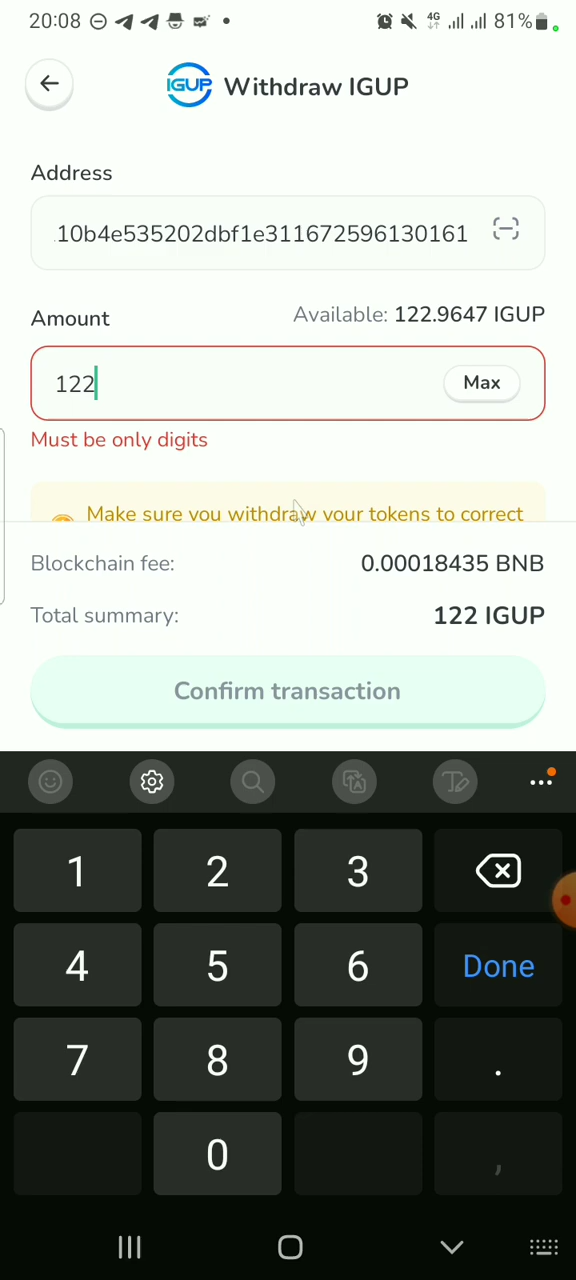 20:08 4G 81%
IGUP Withdraw IGUP
Address
10b4e535202dbf1e311672596130161
Amount Available: 122.9647 IGUP
122 Max
Must be only digits
Make sure you withdraw your tokens to correct
Blockchain fee: 0.00018435 BNB
Total summary: 122 IGUP
Confirm transaction
1 2 3
4 5 6 Done
7 8 9 .
0 ,